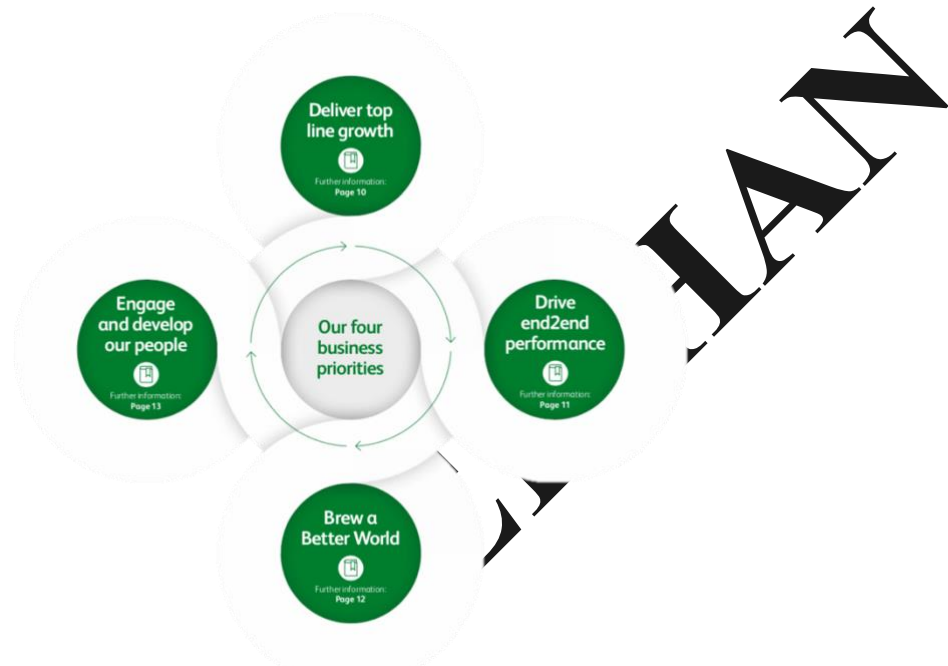 Deliver top
line growth
Further information:
Page 10
Engage
and develop
our people
Further information:
Page 13
Our four
business
priorities
Drive
end2end
performance
Further information:
Page 11
Brew a
Better World
Further information:
Page 12
HAN